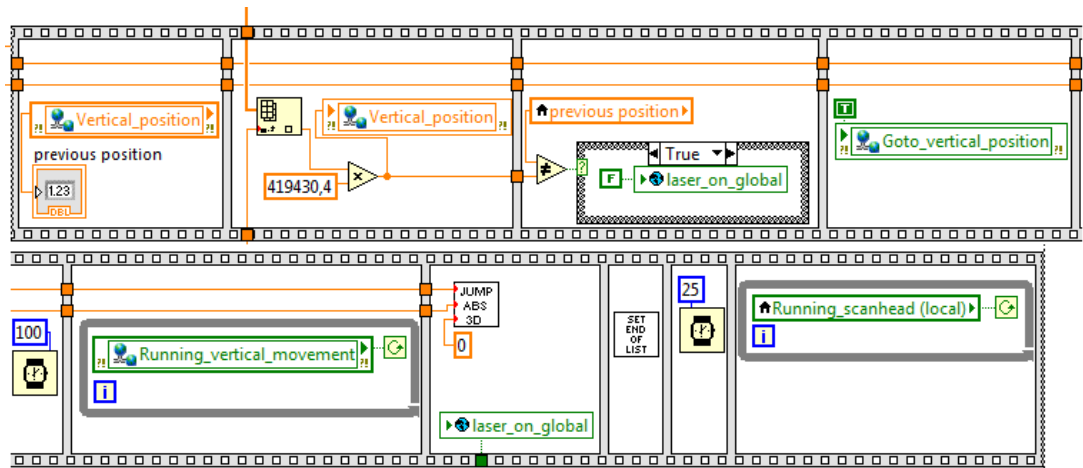 Vertical_position
?!
?!
previous position
1.23
DBL
Vertical_position
?!
?!
419430,4
x
previous position
≠
?
True
F
laser_on_global
T
Goto_vertical_position
?!
?!
100
Running_vertical_movement
?!
?!
i
JUMP
ABS
3D
0
laser_on_global
SET
END
OF
LIST
25
Running_scanhead (local)
i